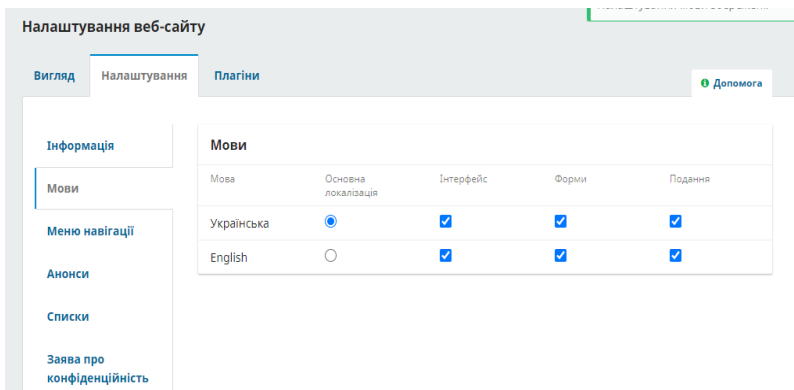 Налаштування веб-сайту
Вигляд Налаштування Плагіни
Допомога
Інформація
Мови
Меню навігації
Анонси
Списки
Заява про
конфіденційність
Мови
Мова Основна локалізація Інтерфейс Форми Подання
Українська
English